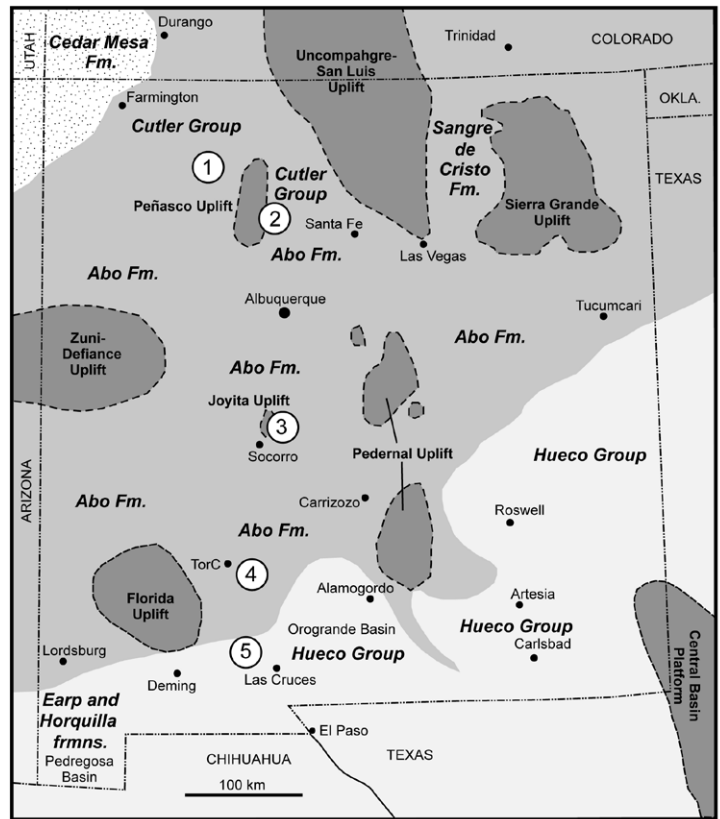 Durango
Trinidad
COLORADO
UTAH
Cedar Mesa
Fm.
Uncompahgre-
San Luis
Uplift
OKLA.
Farmington
Cutler Group
Sangre
de
Cristo
Fm.
1
Cutler
Group
TEXAS
Peñasco Uplift
2
Santa Fe
Sierra Grande
Uplift
Abo Fm.
Las Vegas
Abo Fm.
Albuquerque
Tucumcari
Zuni-
Defiance
Uplift
Abo Fm.
Abo Fm.
Joyita Uplift
3
Socorro
Pedernal Uplift
Hueco Group
ARIZONA
Abo Fm.
Carrizozo
Roswell
Abo Fm.
TorC
4
Alamogordo
Artesia
Florida
Uplift
Orogrande Basin
Hueco Group
5
Hueco Group
Carlsbad
Lordsburg
Las Cruces
Deming
Central Basin
Platform
Earp and
Horquilla
frmns.
Pedregosa
Basin
El Paso
CHIHUAHUA
TEXAS
100 km